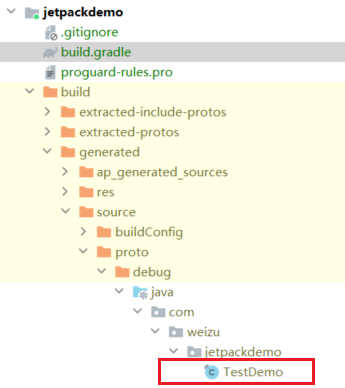 jetpackdemo
.gitignore
build.gradle
proguard-rules.pro
build
extracted-include-protos
extracted-protos
generated
ap_generated_sources
res
source
buildConfig
proto
debug
java
com
weizu
jetpackdemo
TestDemo